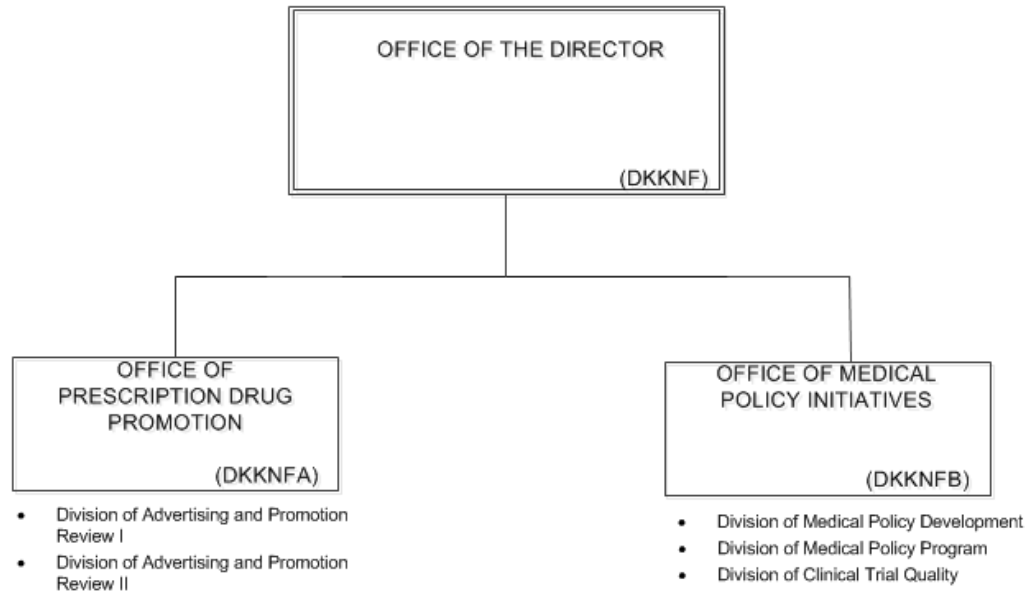 OFFICE OF THE DIRECTOR
(DKKNF)
OFFICE OF
PRESCRIPTION DRUG
PROMOTION
(DKKNFA)
• Division of Advertising and Promotion
Review I
• Division of Advertising and Promotion
Review II
OFFICE OF MEDICAL
POLICY INITIATIVES
(DKKNFB)
• Division of Medical Policy Development
• Division of Medical Policy Program
• Division of Clinical Trial Quality